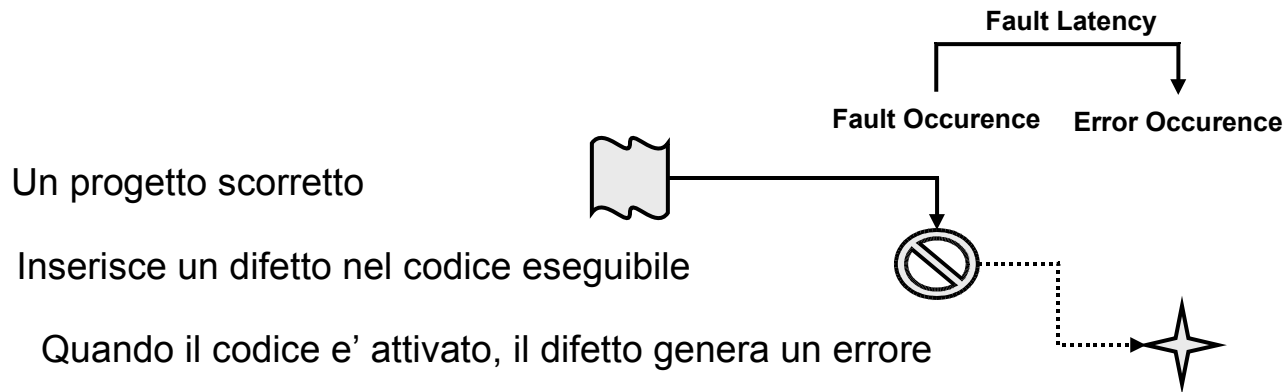 Fault Latency
Fault Occurence
Error Occurence
Un progetto scorretto
Inserisce un difetto nel codice eseguibile
Quando il codice e’ attivato, il difetto genera un errore